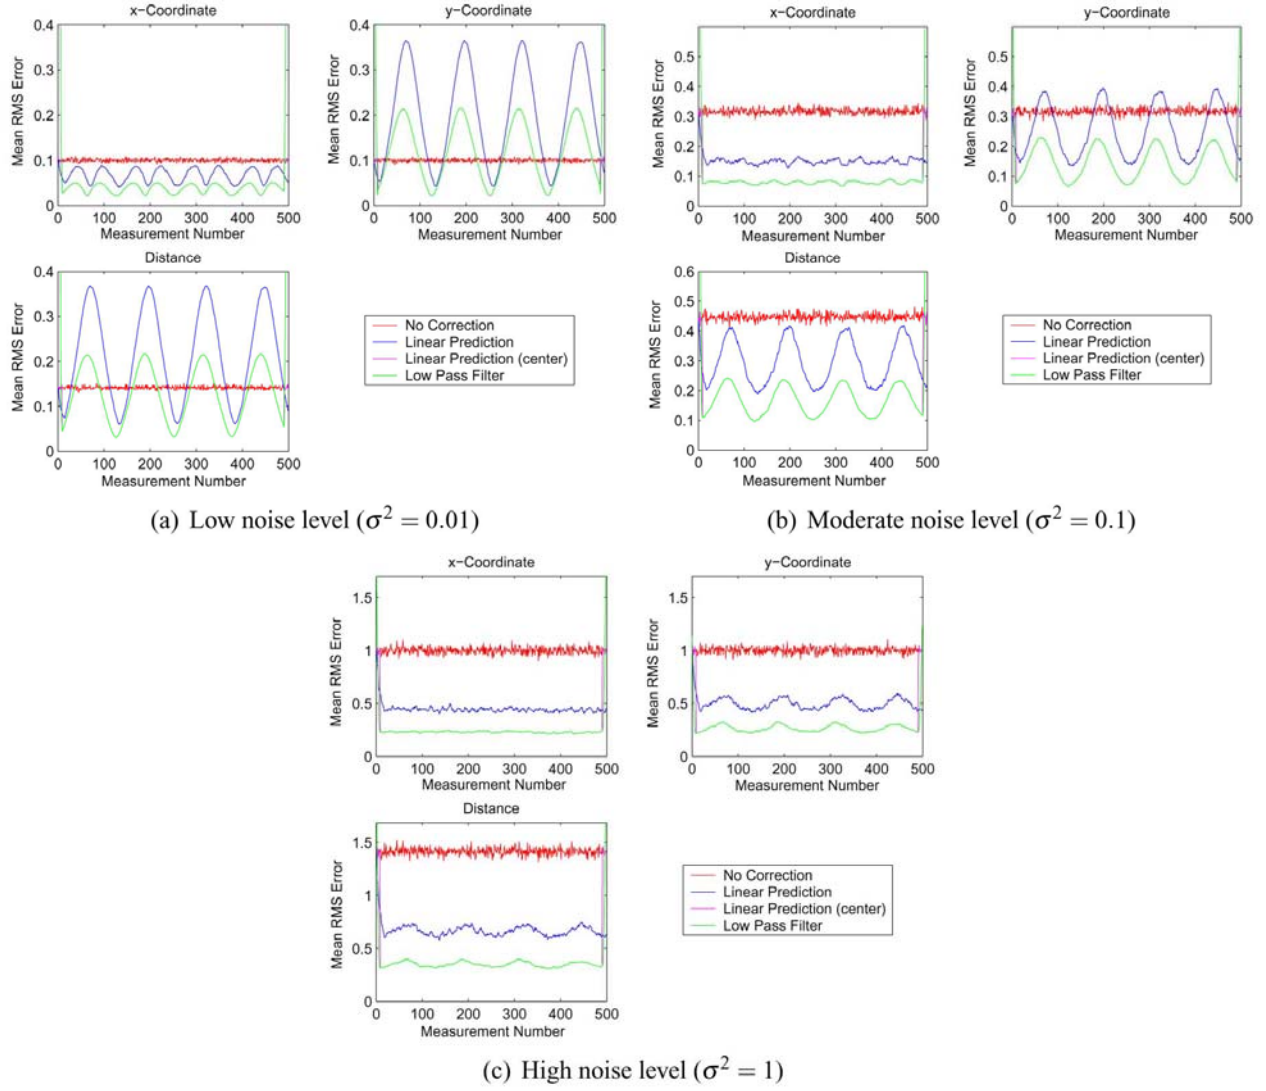 x−Coordinate
Mean RMS Error
0.4
0.3
0.2
0.1
0
0 100 200 300 400 500
Measurement Number
y−Coordinate
Mean RMS Error
0.4
0.3
0.2
0.1
0
0 100 200 300 400 500
Measurement Number
Distance
Mean RMS Error
0.4
0.3
0.2
0.1
0
0 100 200 300 400 500
Measurement Number
No Correction
Linear Prediction
Linear Prediction (center)
Low Pass Filter
(a) Low noise level (σ² = 0.01)
x−Coordinate
Mean RMS Error
0.5
0.4
0.3
0.2
0.1
0
0 100 200 300 400 500
Measurement Number
y−Coordinate
Mean RMS Error
0.5
0.4
0.3
0.2
0.1
0
0 100 200 300 400 500
Measurement Number
Distance
Mean RMS Error
0.6
0.5
0.4
0.3
0.2
0.1
0
0 100 200 300 400 500
Measurement Number
No Correction
Linear Prediction
Linear Prediction (center)
Low Pass Filter
(b) Moderate noise level (σ² = 0.1)
x−Coordinate
Mean RMS Error
1.5
1
0.5
0
0 100 200 300 400 500
Measurement Number
y−Coordinate
Mean RMS Error
1.5
1
0.5
0
0 100 200 300 400 500
Measurement Number
Distance
Mean RMS Error
1.5
1
0.5
0
0 100 200 300 400 500
Measurement Number
No Correction
Linear Prediction
Linear Prediction (center)
Low Pass Filter
(c) High noise level (σ² = 1)